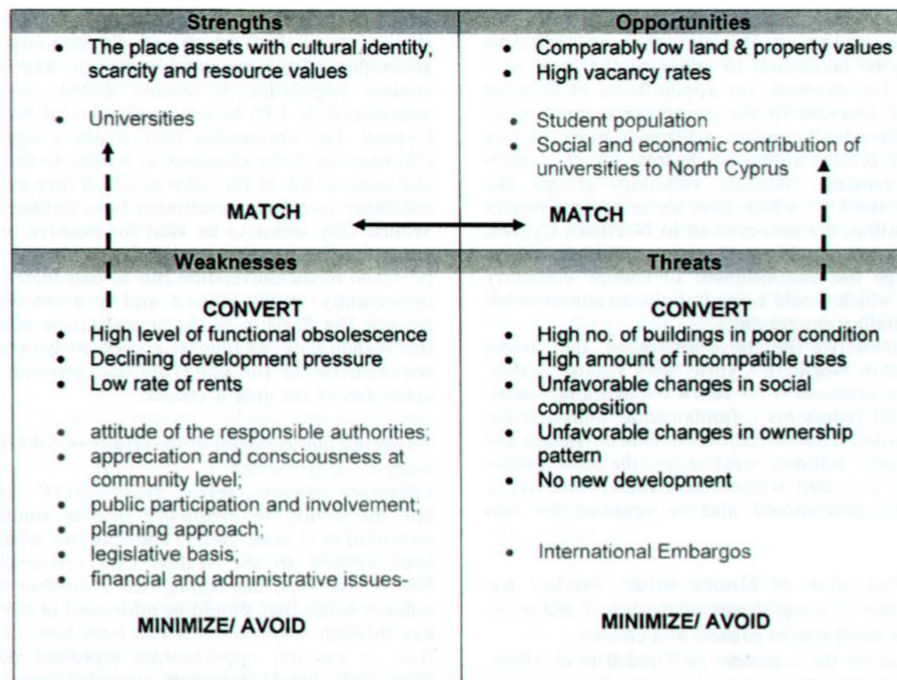 Strengths
• The place assets with cultural identity,
scarcity and resource values
• Universities
MATCH
Opportunities
• Comparably low land & property values
• High vacancy rates
• Student population
• Social and economic contribution of
universities to North Cyprus
MATCH
Weaknesses
CONVERT
• High level of functional obsolescence
• Declining development pressure
• Low rate of rents
• attitude of the responsible authorities;
• appreciation and consciousness at
community level;
• public participation and involvement;
• planning approach;
• legislative basis;
• financial and administrative issues-
MINIMIZE/ AVOID
Threats
CONVERT
• High no. of buildings in poor condition
• High amount of incompatible uses
• Unfavorable changes in social
composition
• Unfavorable changes in ownership
pattern
• No new development
• International Embargos
MINIMIZE/ AVOID